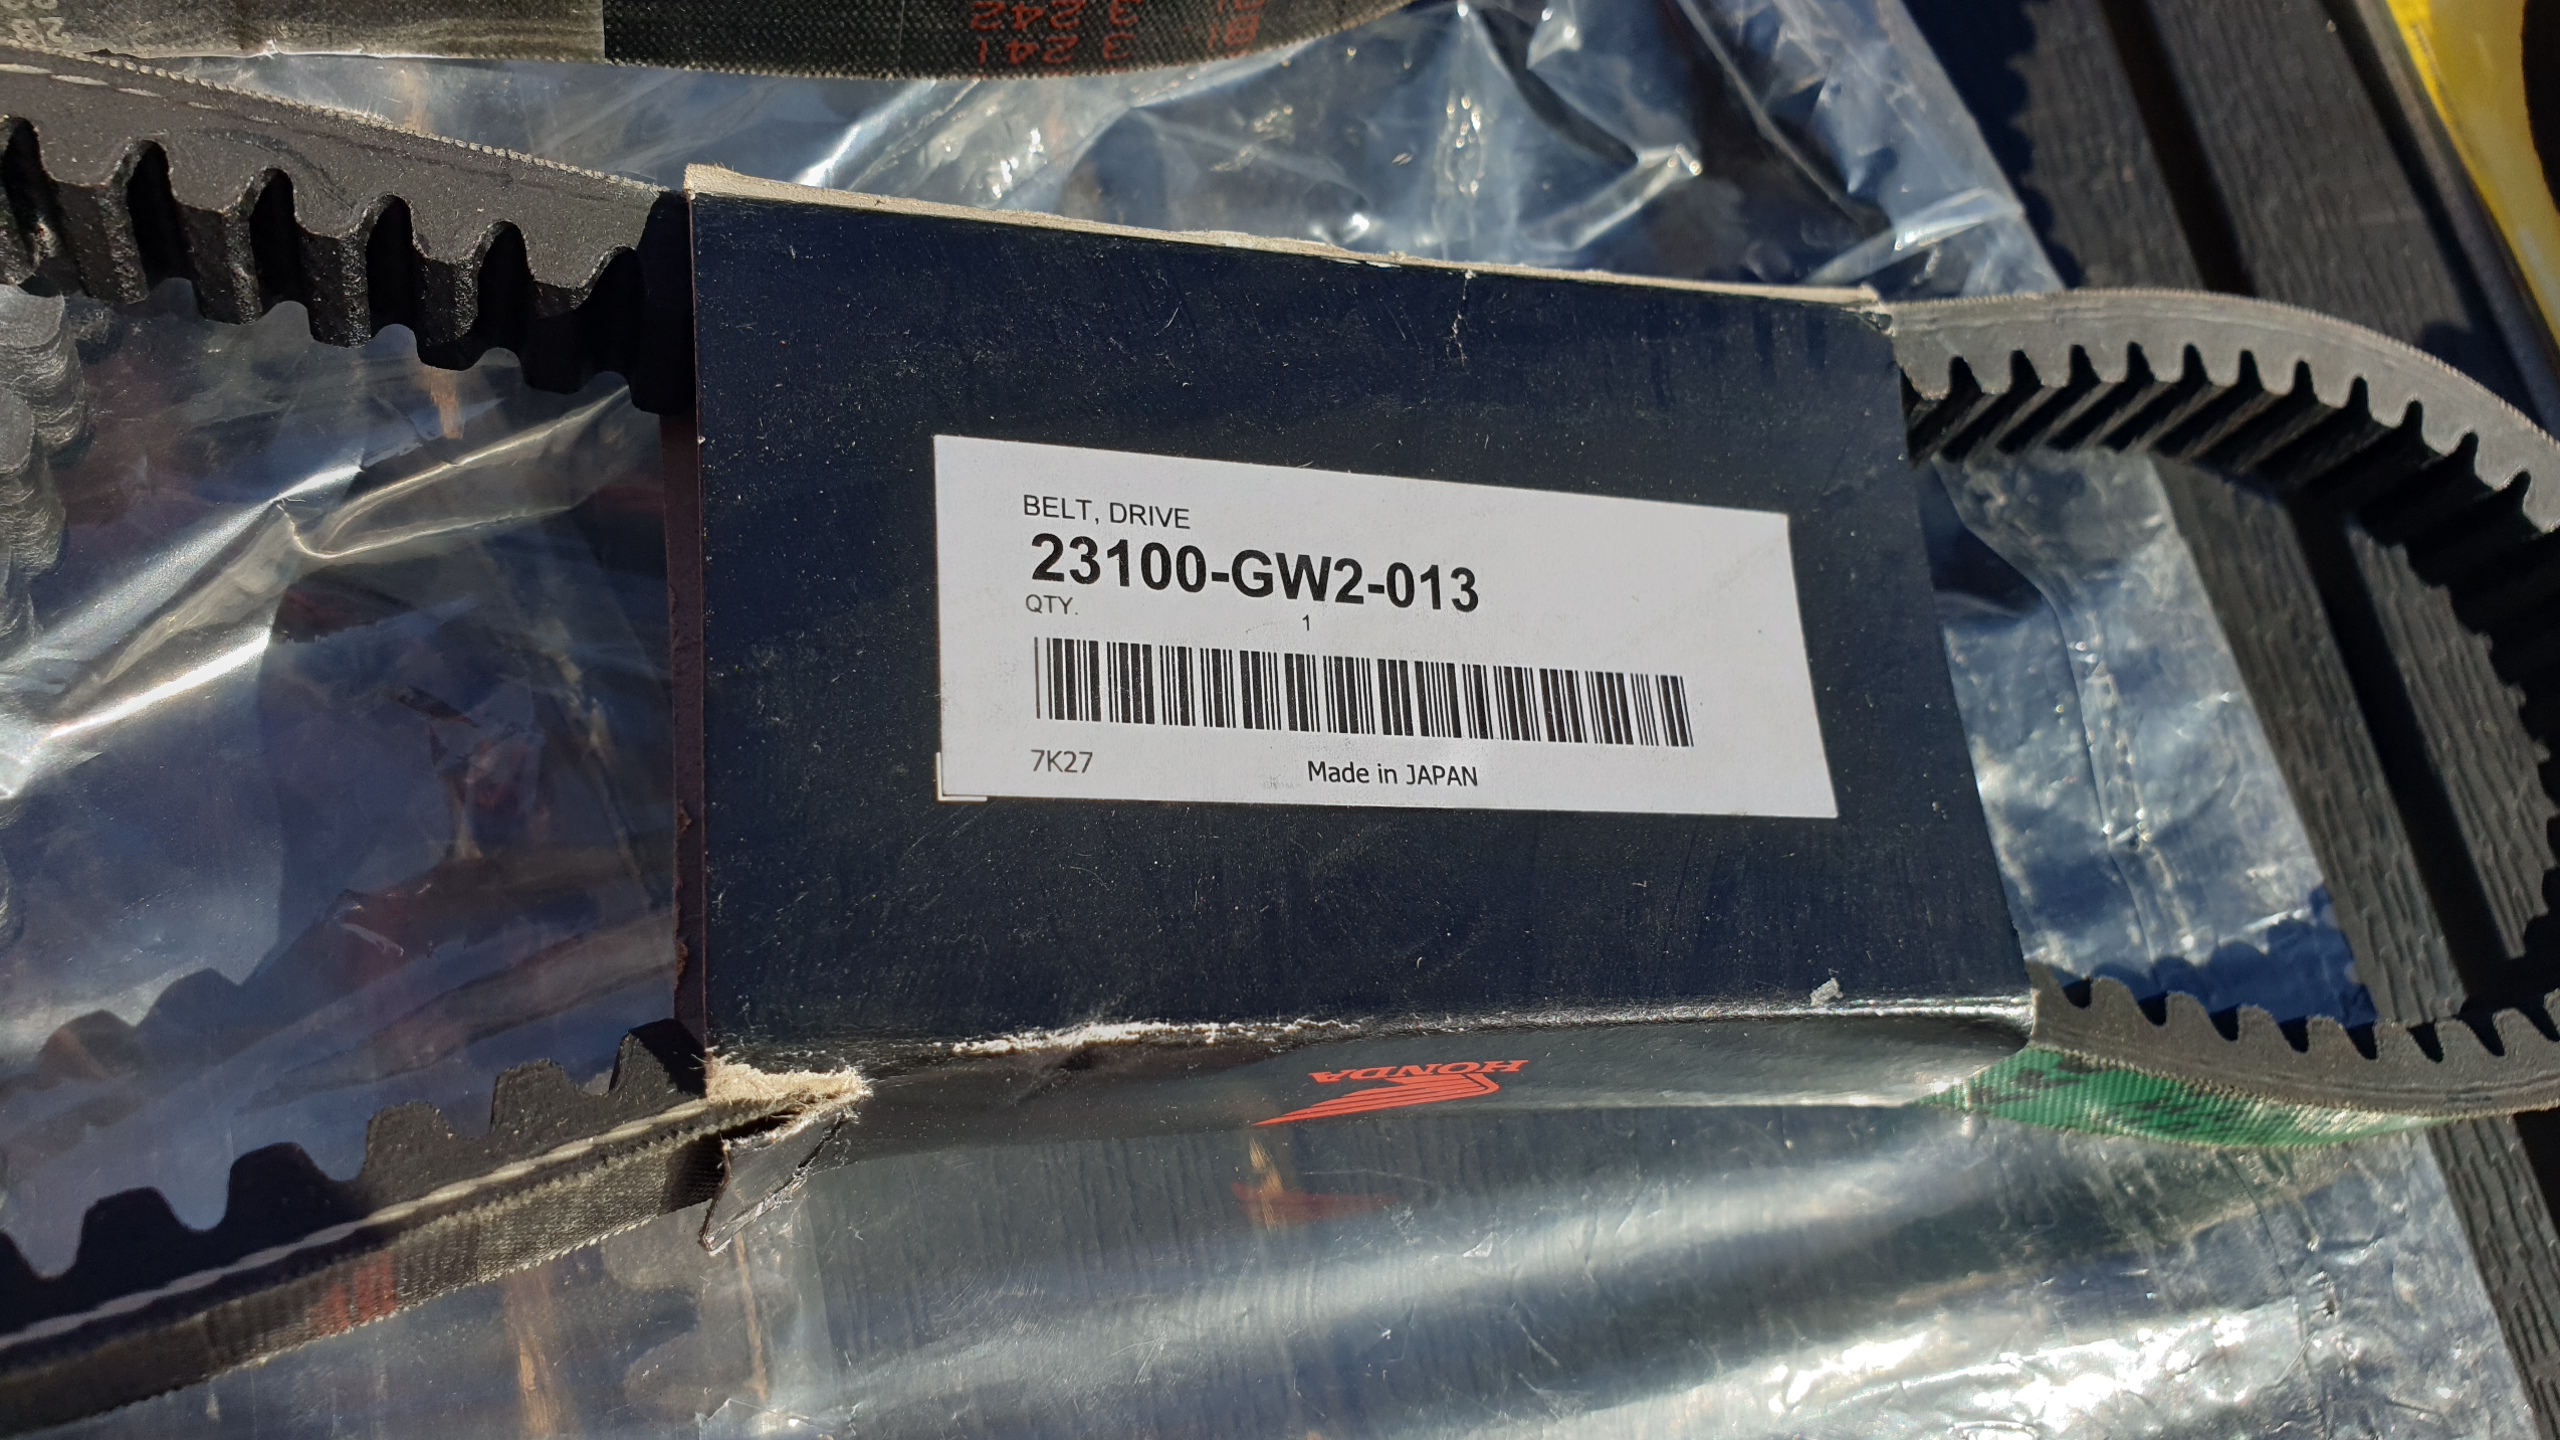 BELT, DRIVE
23100-GW2-013
QTY.
1
7K27
Made in JAPAN
HONDA